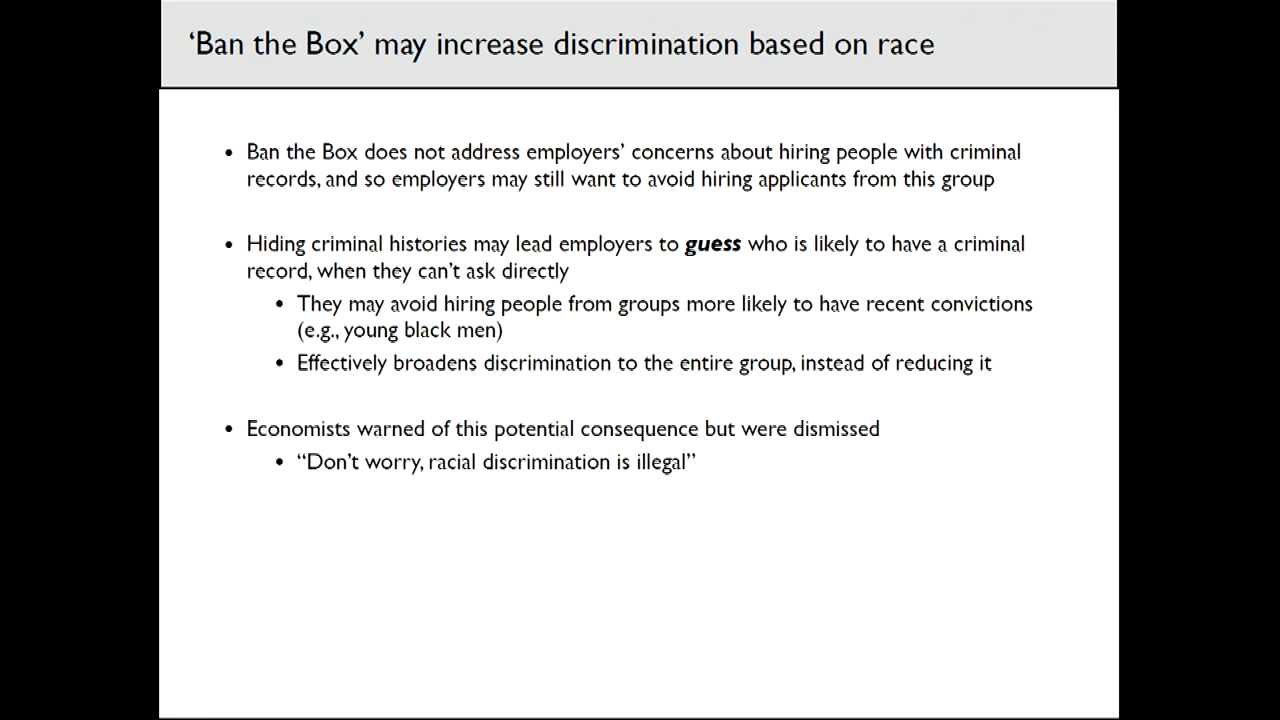 ‘Ban the Box’ may increase discrimination based on race
• Ban the Box does not address employers’ concerns about hiring people with criminal
records, and so employers may still want to avoid hiring applicants from this group
• Hiding criminal histories may lead employers to guess who is likely to have a criminal
record, when they can’t ask directly
• They may avoid hiring people from groups more likely to have recent convictions
(e.g., young black men)
• Effectively broadens discrimination to the entire group, instead of reducing it
• Economists warned of this potential consequence but were dismissed
• “Don’t worry, racial discrimination is illegal”